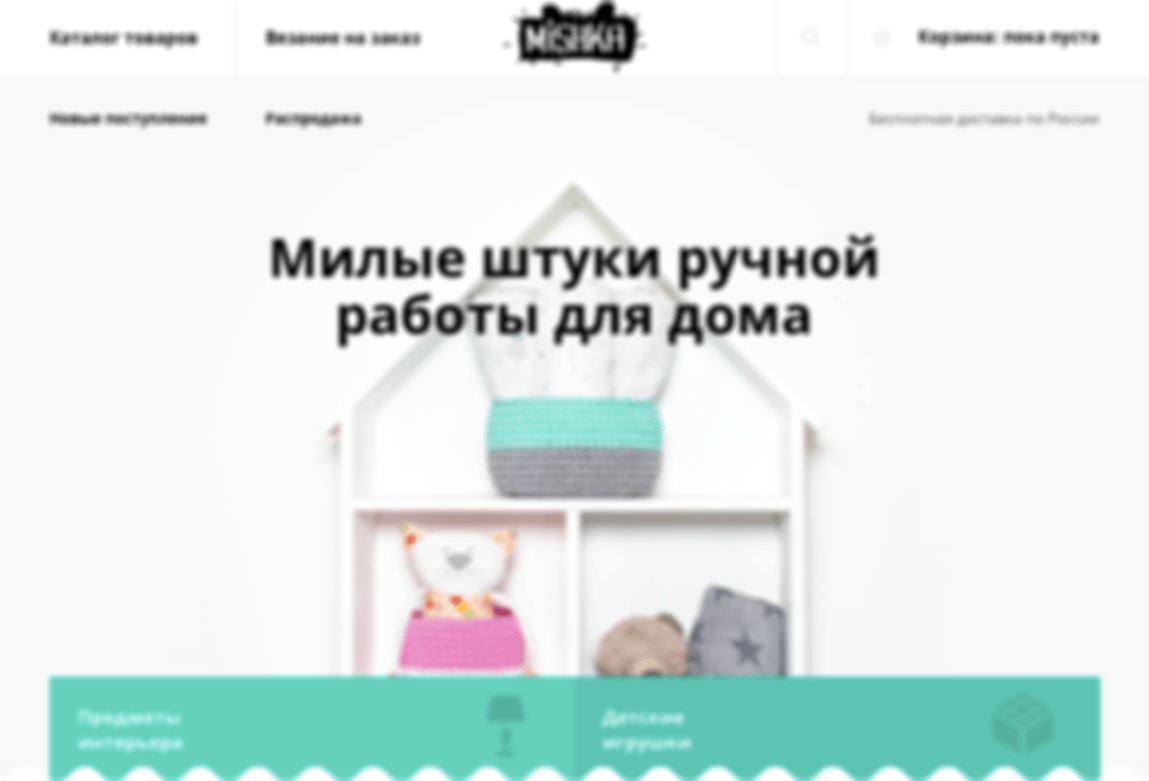 Каталог товаров
Вязание на заказ
MiSHKA
Корзина: пока пуста
Новые поступления
Распродажа
Бесплатная доставка по России
Милые штуки ручной
работы для дома
Предметы
интерьера
Детские
игрушки